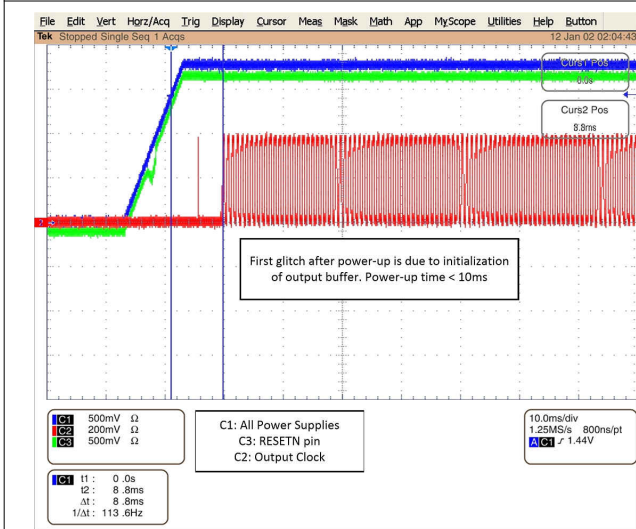 File Edit Vert Horz/Acq Trig Display Cursor Meas Mask Math App MyScope Utilities Help Button
Tek Stopped Single Seq 1 Acqs 12 Jan 02 02:04:43
Curs1 Pos
0.0s
Curs2 Pos
8.8ms
First glitch after power-up is due to initialization
of output buffer. Power-up time < 10ms
C1 500mV Ω
C2 200mV Ω
C3 500mV Ω
C1: All Power Supplies
C3: RESETN pin
C2: Output Clock
10.0ms/div
1.25MS/s 800ns/pt
A C1 ƒ 1.44V
C1 t1 : 0 .0s
t2 : 8 .8ms
Δt : 8 .8ms
1/Δt : 113 .6Hz